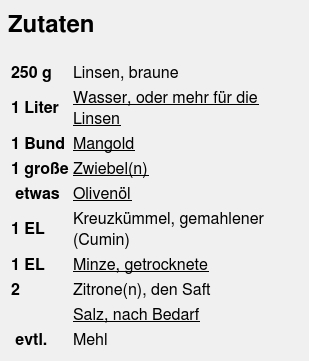 Zutaten
250 g Linsen, braune
1 Liter Wasser, oder mehr für die
Linsen
1 Bund Mangold
1 große Zwiebel(n)
etwas Olivenöl
1 EL Kreuzkümmel, gemahlener
(Cumin)
1 EL Minze, getrocknete
2 Zitrone(n), den Saft
Salz, nach Bedarf
evtl. Mehl